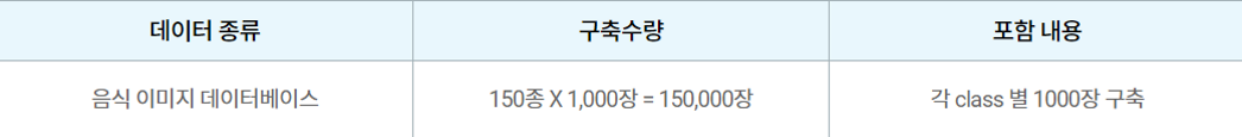 데이터 종류 구축수량 포함 내용
음식 이미지 데이터베이스 150종 X 1,000장 = 150,000장 각 class 별 1000장 구축